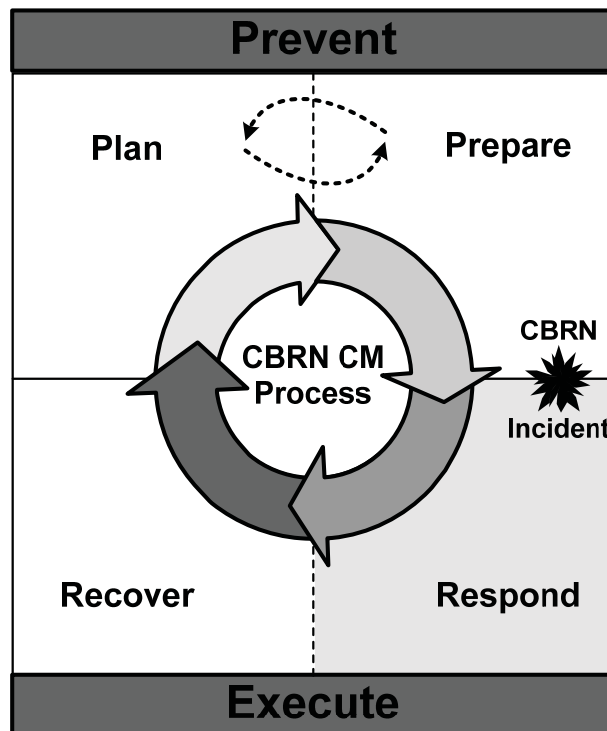 Prevent
Plan
Prepare
CBRN CM
Process
CBRN
Incident
Recover
Respond
Execute